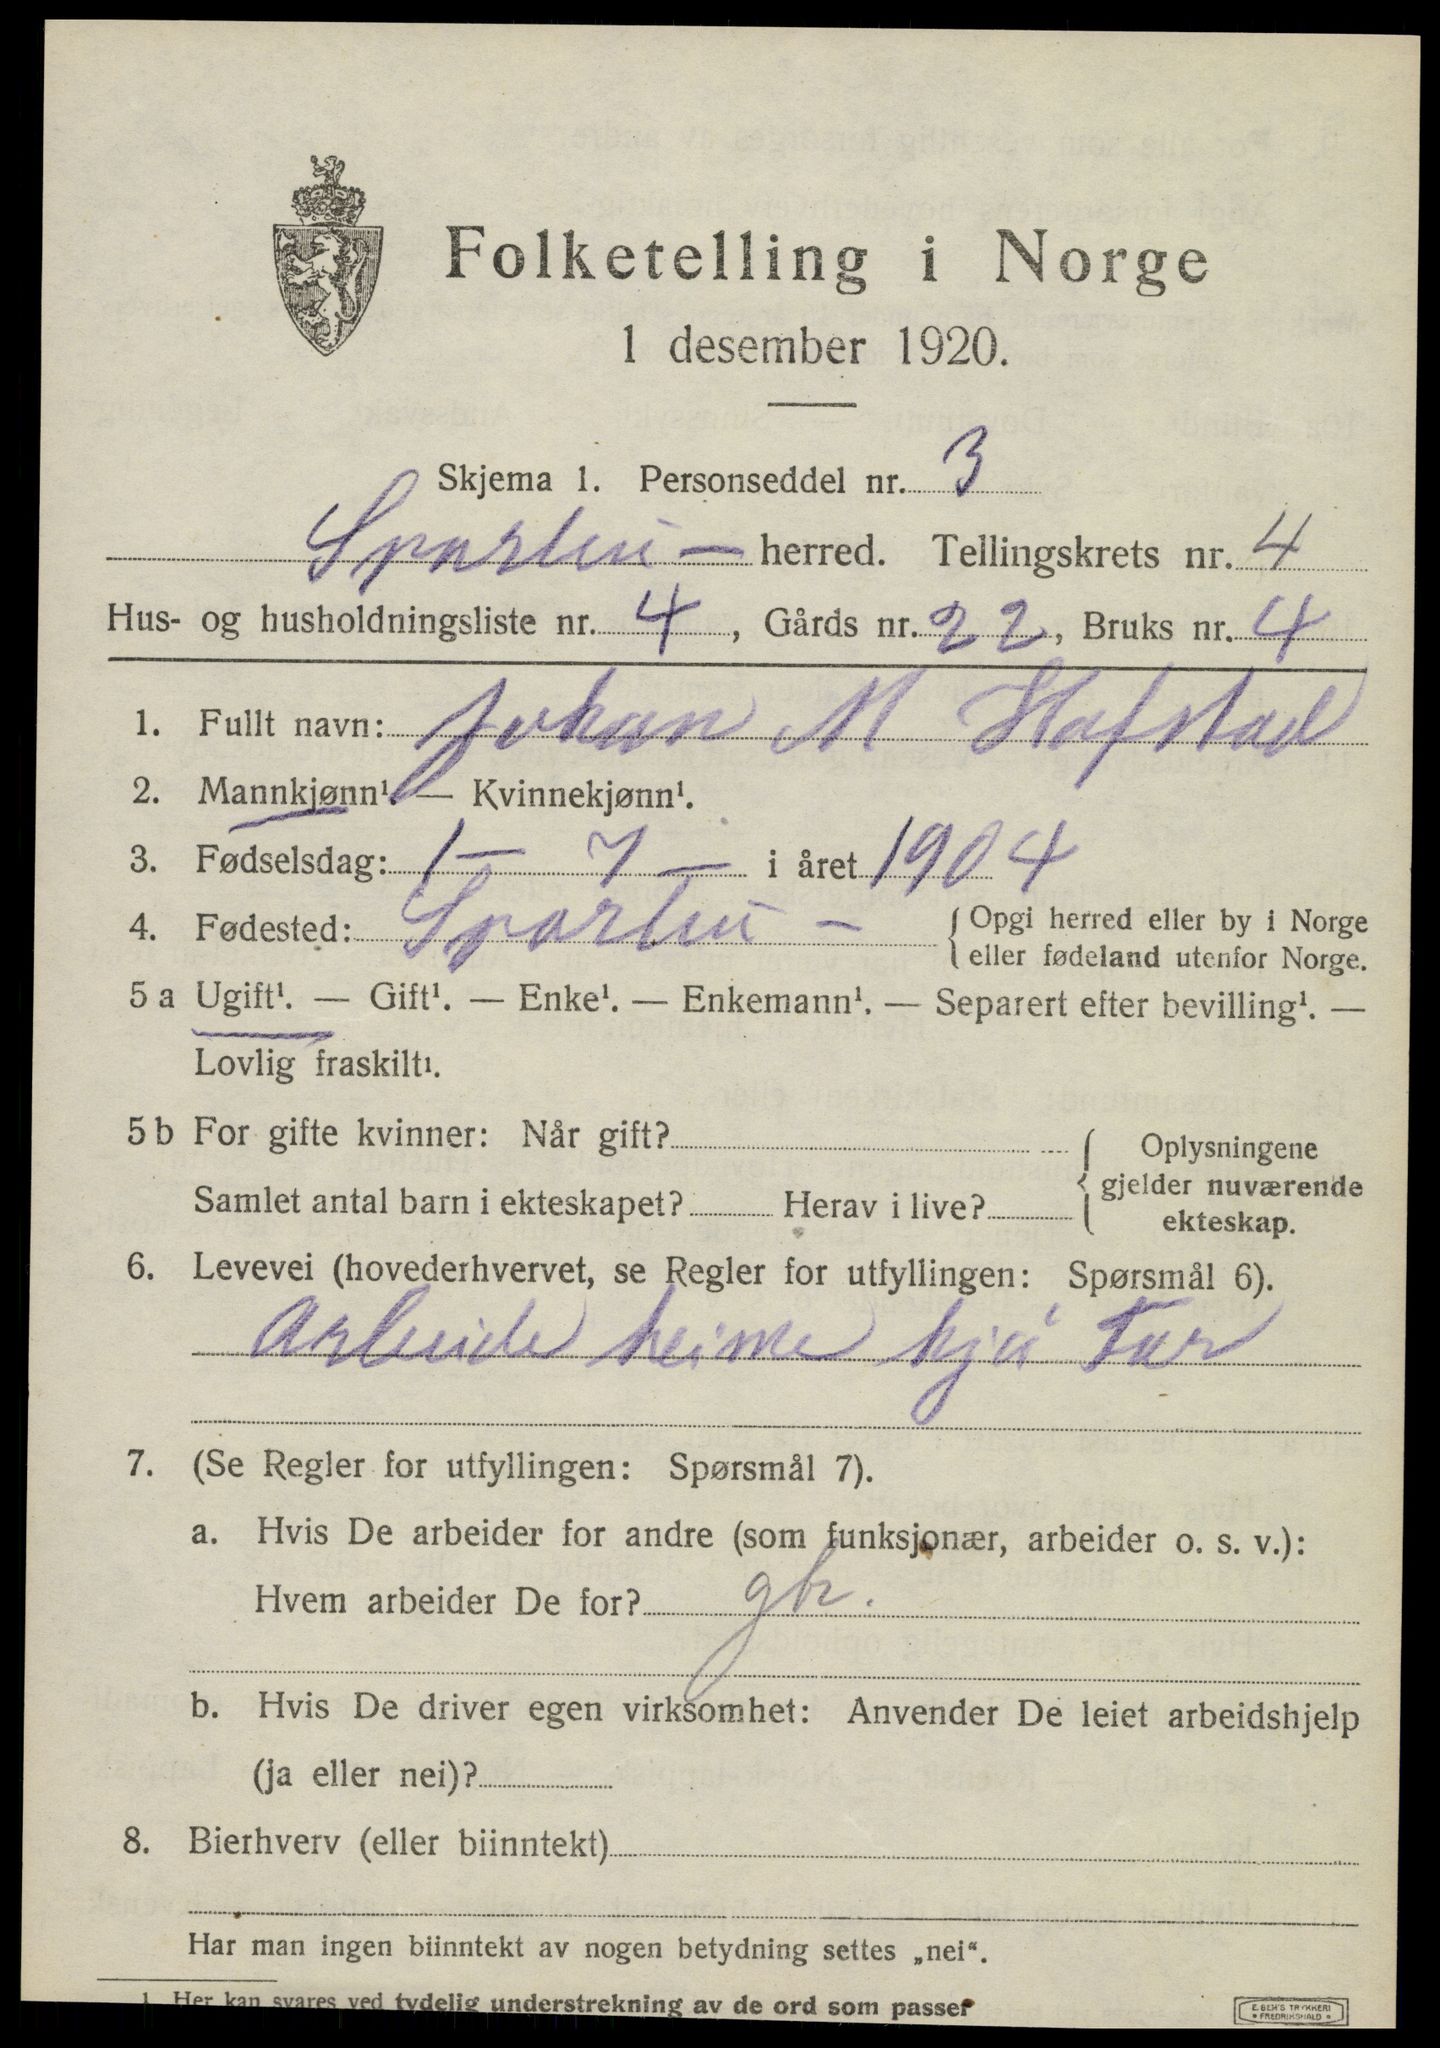 Folketelling i Norge
1 desember 1920.
Skjema 1. Personseddel nr. 3
Sparbu — herred. Tellingskrets nr. 4
Hus- og husholdningsliste nr. 4, Gårds nr. 22, Bruks nr. 4
1. Fullt navn: Johan M Hafstad
2. Mannkjønn¹. — Kvinnekjønn¹.
3. Fødselsdag: 1 — 7 — i året 1904
4. Fødested: Sparbu — { Opgi herred eller by i Norge
eller fødeland utenfor Norge.
5 a Ugift¹. — Gift¹. — Enke¹. — Enkemann¹. — Separert efter bevilling¹. —
Lovlig fraskilt¹.
5 b For gifte kvinner: Når gift? { Oplysningene
gjelder nuværende
Samlet antal barn i ekteskapet? Herav i live? ekteskap.
6. Levevei (hovederhvervet, se Regler for utfyllingen: Spørsmål 6).
Arbeide heime hjå Far
7. (Se Regler for utfyllingen: Spørsmål 7).
a. Hvis De arbeider for andre (som funksjonær, arbeider o. s. v.):
Hvem arbeider De for? gbr.
b. Hvis De driver egen virksomhet: Anvender De leiet arbeidshjelp
(ja eller nei)?
8. Bierhverv (eller biinntekt)
Har man ingen biinntekt av nogen betydning settes „nei“.
1. Her kan svares ved tydelig understrekning av de ord som passer
E. SEM'S TRYKKERI
FREDRIKSHALD